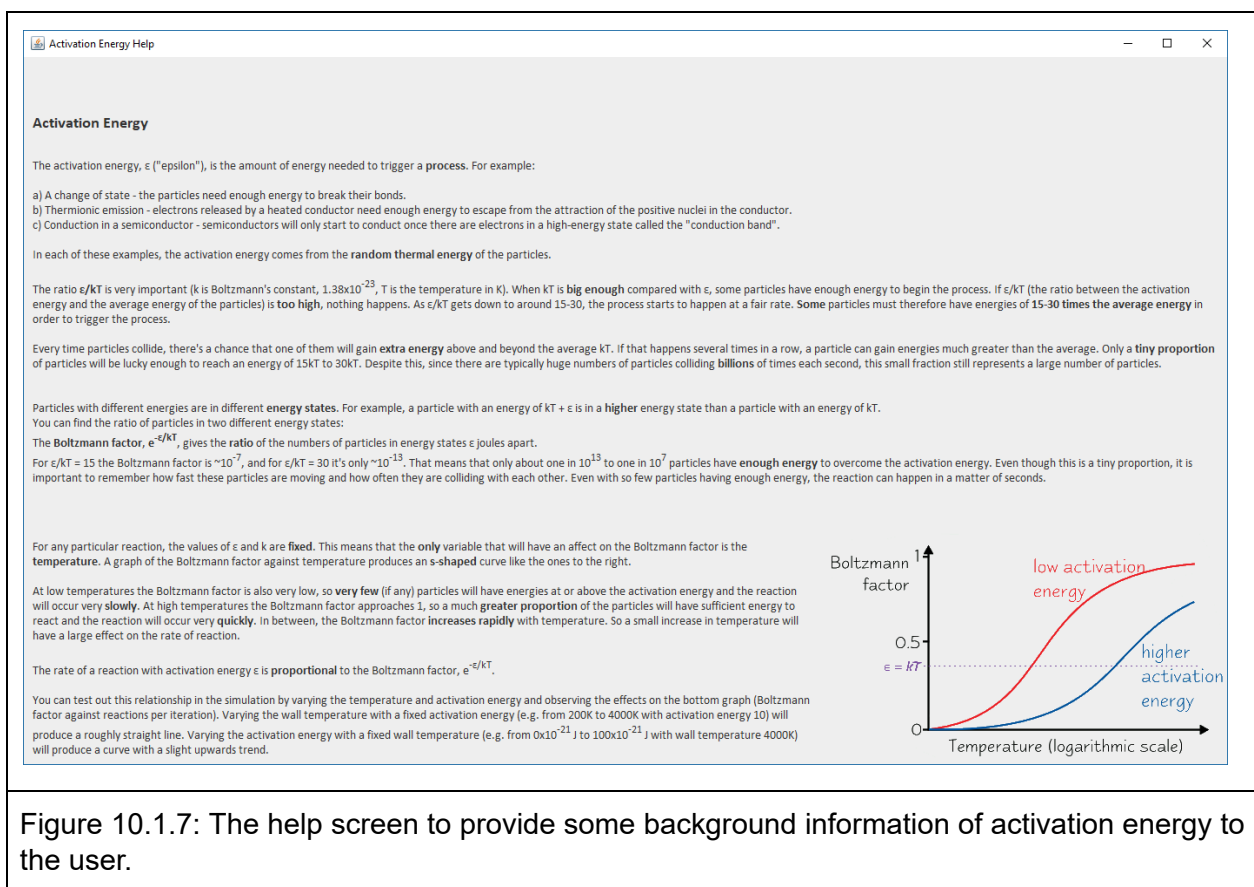 Activation Energy Help
Activation Energy
The activation energy, ε ("epsilon"), is the amount of energy needed to trigger a process. For example:
a) A change of state - the particles need enough energy to break their bonds.
b) Thermionic emission - electrons released by a heated conductor need enough energy to escape from the attraction of the positive nuclei in the conductor.
c) Conduction in a semiconductor - semiconductors will only start to conduct once there are electrons in a high-energy state called the "conduction band".
In each of these examples, the activation energy comes from the random thermal energy of the particles.
The ratio ε/kT is very important (k is Boltzmann's constant, 1.38x10^-23, T is the temperature in K). When kT is big enough compared with ε, some particles have enough energy to begin the process. If ε/kT (the ratio between the activation
energy and the average energy of the particles) is too high, nothing happens. As ε/kT gets down to around 15-30, the process starts to happen at a fair rate. Some particles must therefore have energies of 15-30 times the average energy in
order to trigger the process.
Every time particles collide, there's a chance that one of them will gain extra energy above and beyond the average kT. If that happens several times in a row, a particle can gain energies much greater than the average. Only a tiny proportion
of particles will be lucky enough to reach an energy of 15kT to 30kT. Despite this, since there are typically huge numbers of particles colliding billions of times each second, this small fraction still represents a large number of particles.
Particles with different energies are in different energy states. For example, a particle with an energy of kT + ε is in a higher energy state than a particle with an energy of kT.
You can find the ratio of particles in two different energy states:
The Boltzmann factor, e^-ε/kT, gives the ratio of the numbers of particles in energy states ε joules apart.
For ε/kT = 15 the Boltzmann factor is ~10^-7, and for ε/kT = 30 it's only ~10^-13. That means that only about one in 10^13 to one in 10^7 particles have enough energy to overcome the activation energy. Even though this is a tiny proportion, it is
important to remember how fast these particles are moving and how often they are colliding with each other. Even with so few particles having enough energy, the reaction can happen in a matter of seconds.
For any particular reaction, the values of ε and k are fixed. This means that the only variable that will have an affect on the Boltzmann factor is the
temperature. A graph of the Boltzmann factor against temperature produces an s-shaped curve like the ones to the right.
At low temperatures the Boltzmann factor is also very low, so very few (if any) particles will have energies at or above the activation energy and the reaction
will occur very slowly. At high temperatures the Boltzmann factor approaches 1, so a much greater proportion of the particles will have sufficient energy to
react and the reaction will occur very quickly. In between, the Boltzmann factor increases rapidly with temperature. So a small increase in temperature will
have a large effect on the rate of reaction.
The rate of a reaction with activation energy ε is proportional to the Boltzmann factor, e^-ε/kT.
You can test out this relationship in the simulation by varying the temperature and activation energy and observing the effects on the bottom graph (Boltzmann
factor against reactions per iteration). Varying the wall temperature with a fixed activation energy (e.g. from 200K to 4000K with activation energy 10) will
produce a roughly straight line. Varying the activation energy with a fixed wall temperature (e.g. from 0x10^-21 J to 100x10^-21 J with wall temperature 4000K)
will produce a curve with a slight upwards trend.
Boltzmann
factor
1
0.5
ε = kT
0
low activation
energy
higher
activation
energy
Temperature (logarithmic scale)
Figure 10.1.7: The help screen to provide some background information of activation energy to
the user.